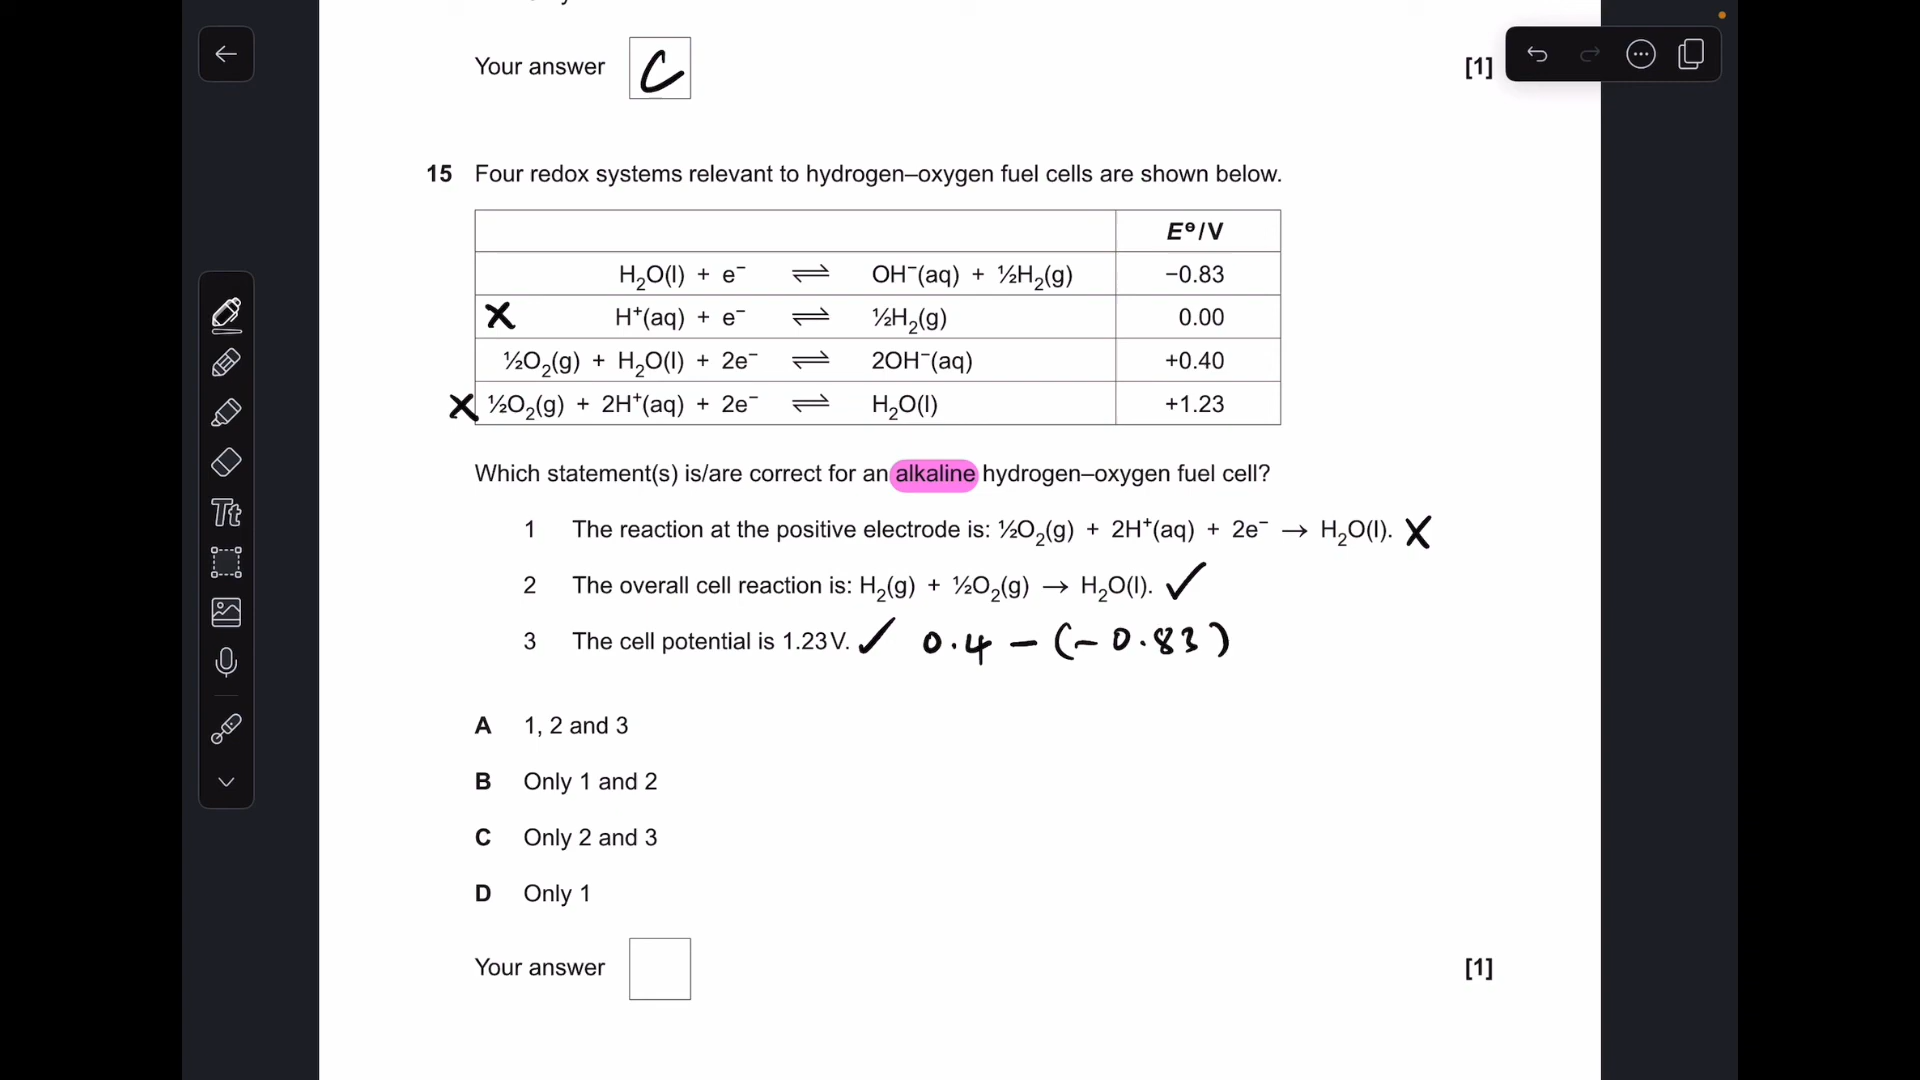 Your answer C [1]
15 Four redox systems relevant to hydrogen–oxygen fuel cells are shown below.
E⦵/V
H₂O(l) + e⁻ ⇌ OH⁻(aq) + ½H₂(g) −0.83
X H⁺(aq) + e⁻ ⇌ ½H₂(g) 0.00
½O₂(g) + H₂O(l) + 2e⁻ ⇌ 2OH⁻(aq) +0.40
X ½O₂(g) + 2H⁺(aq) + 2e⁻ ⇌ H₂O(l) +1.23
Which statement(s) is/are correct for an alkaline hydrogen–oxygen fuel cell?
1 The reaction at the positive electrode is: ½O₂(g) + 2H⁺(aq) + 2e⁻ → H₂O(l). X
2 The overall cell reaction is: H₂(g) + ½O₂(g) → H₂O(l). ✓
3 The cell potential is 1.23 V. ✓ 0.4 − (− 0.83)
A 1, 2 and 3
B Only 1 and 2
C Only 2 and 3
D Only 1
Your answer [1]
Tt